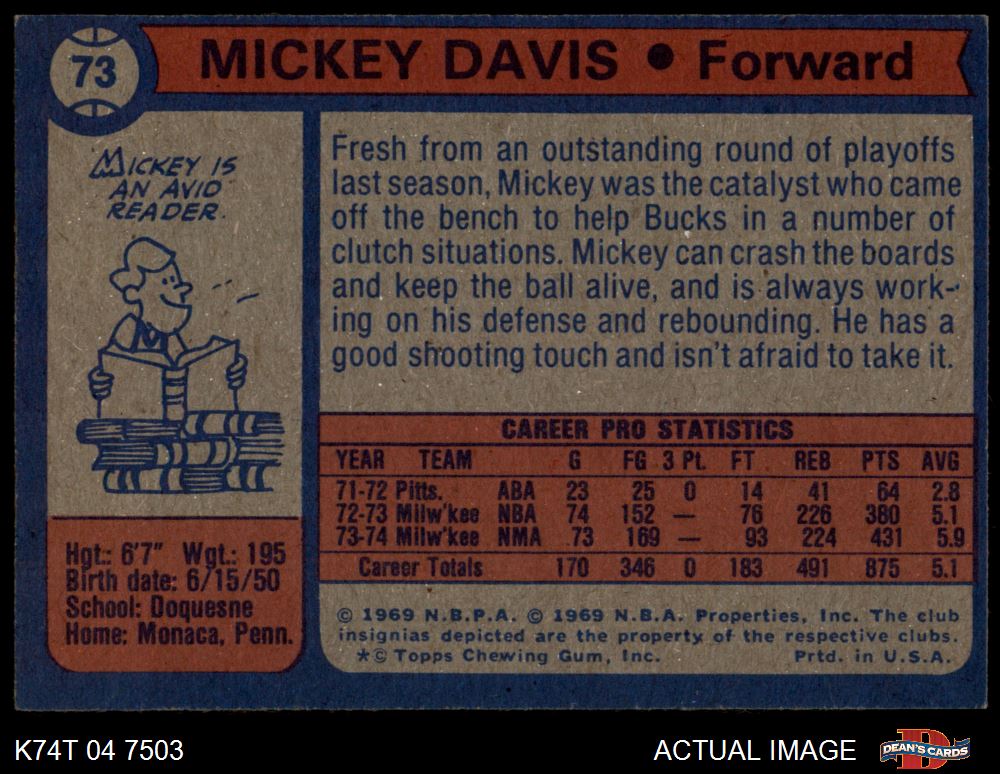 73
MICKEY DAVIS • Forward
MICKEY IS
AN AVID
READER.
Fresh from an outstanding round of playoffs
last season, Mickey was the catalyst who came
off the bench to help Bucks in a number of
clutch situations. Mickey can crash the boards
and keep the ball alive, and is always work-
ing on his defense and rebounding. He has a
good shooting touch and isn't afraid to take it.
Hgt.: 6'7" Wgt.: 195
Birth date: 6/15/50
School: Doquesne
Home: Monaca, Penn.
CAREER PRO STATISTICS
YEAR TEAM G FG 3 Pt. FT REB PTS AVG
71-72 Pitts. ABA 23 25 0 14 41 64 2.8
72-73 Milw'kee NBA 74 152 — 76 226 380 5.1
73-74 Milw'kee NMA 73 169 — 93 224 431 5.9
Career Totals 170 346 0 183 491 875 5.1
© 1969 N.B.P.A. © 1969 N.B.A. Properties, Inc. The club
insignias depicted are the property of the respective clubs.
*© Topps Chewing Gum, Inc. Prtd. in U.S.A.
K74T 04 7503 ACTUAL IMAGE DEAN'S CARDS